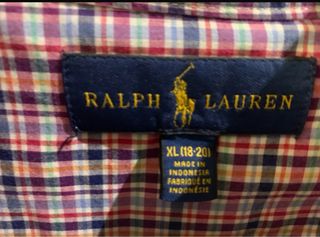 RALPH LAUREN
XL (18-20)
MADE IN
INDONESIA
FABRIQUÉ EN
INDONÉSIE